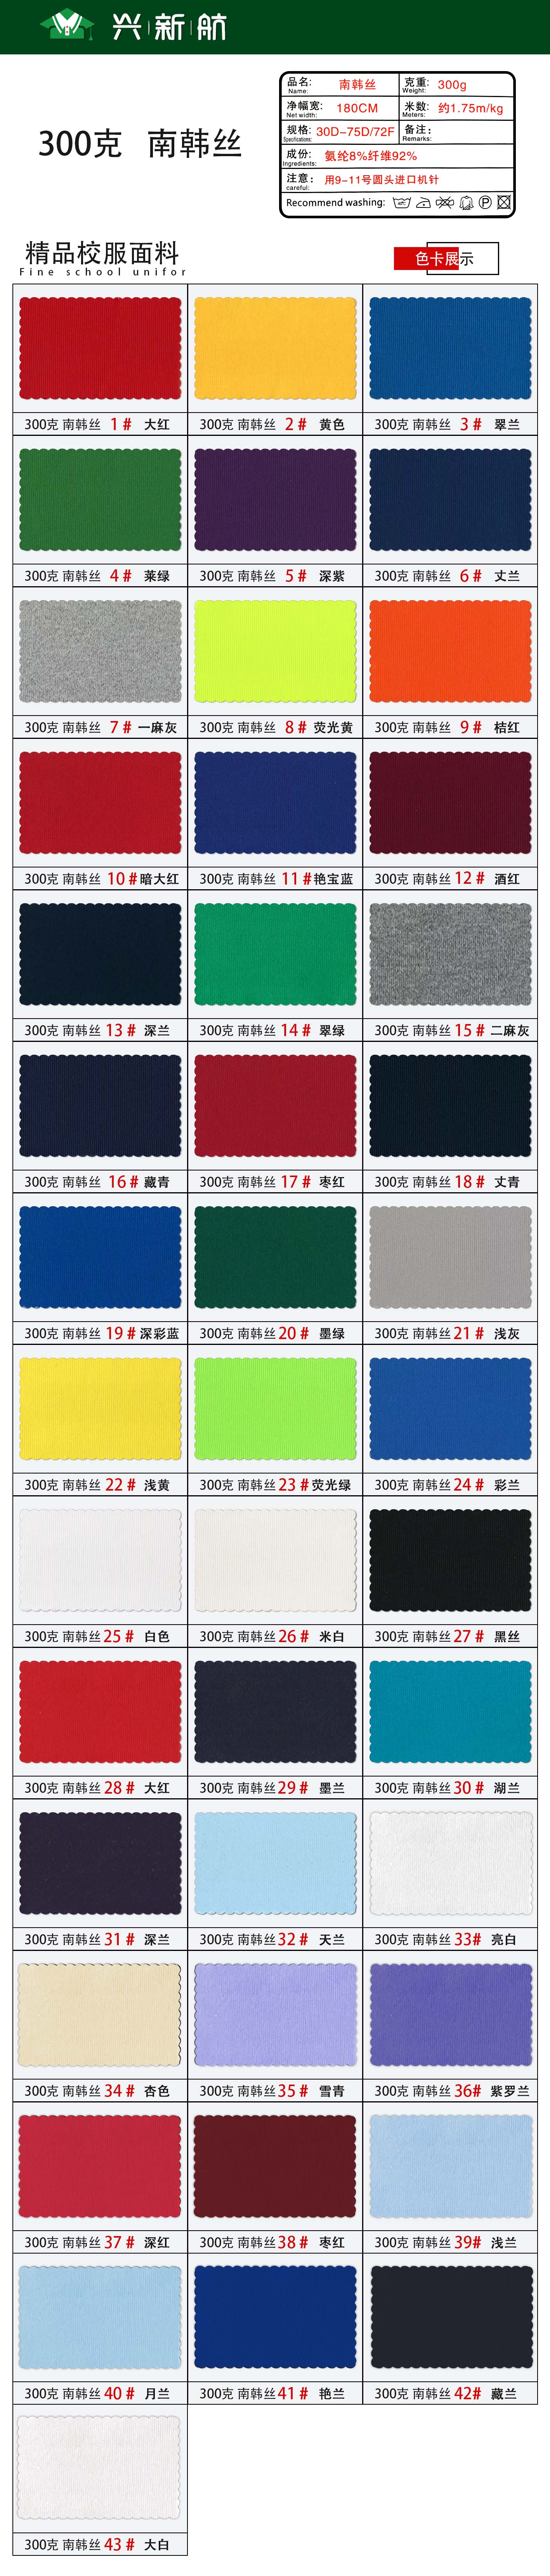 兴新航
300克 南韩丝
品名: 南韩丝 克重: 300g
Name: Weight:
净幅宽: 180CM 米数: 约1.75m/kg
Net width: Meters:
规格: 30D-75D/72F 备注:
Specifications: Remarks:
成份: 氨纶8%纤维92%
Ingredients:
注意: 用9-11号圆头进口机针
careful:
Recommend washing:
精品校服面料
Fine school unifor
色卡展示
300克 南韩丝 1# 大红
300克 南韩丝 2# 黄色
300克 南韩丝 3# 翠兰
300克 南韩丝 4# 莱绿
300克 南韩丝 5# 深紫
300克 南韩丝 6# 丈兰
300克 南韩丝 7# 一麻灰
300克 南韩丝 8# 荧光黄
300克 南韩丝 9# 桔红
300克 南韩丝 10# 暗大红
300克 南韩丝 11# 艳宝蓝
300克 南韩丝 12# 酒红
300克 南韩丝 13# 深兰
300克 南韩丝 14# 翠绿
300克 南韩丝 15# 二麻灰
300克 南韩丝 16# 藏青
300克 南韩丝 17# 枣红
300克 南韩丝 18# 丈青
300克 南韩丝 19# 深彩蓝
300克 南韩丝 20# 墨绿
300克 南韩丝 21# 浅灰
300克 南韩丝 22# 浅黄
300克 南韩丝 23# 荧光绿
300克 南韩丝 24# 彩兰
300克 南韩丝 25# 白色
300克 南韩丝 26# 米白
300克 南韩丝 27# 黑丝
300克 南韩丝 28# 大红
300克 南韩丝 29# 墨兰
300克 南韩丝 30# 湖兰
300克 南韩丝 31# 深兰
300克 南韩丝 32# 天兰
300克 南韩丝 33# 亮白
300克 南韩丝 34# 杏色
300克 南韩丝 35# 雪青
300克 南韩丝 36# 紫罗兰
300克 南韩丝 37# 深红
300克 南韩丝 38# 枣红
300克 南韩丝 39# 浅兰
300克 南韩丝 40# 月兰
300克 南韩丝 41# 艳兰
300克 南韩丝 42# 藏兰
300克 南韩丝 43# 大白